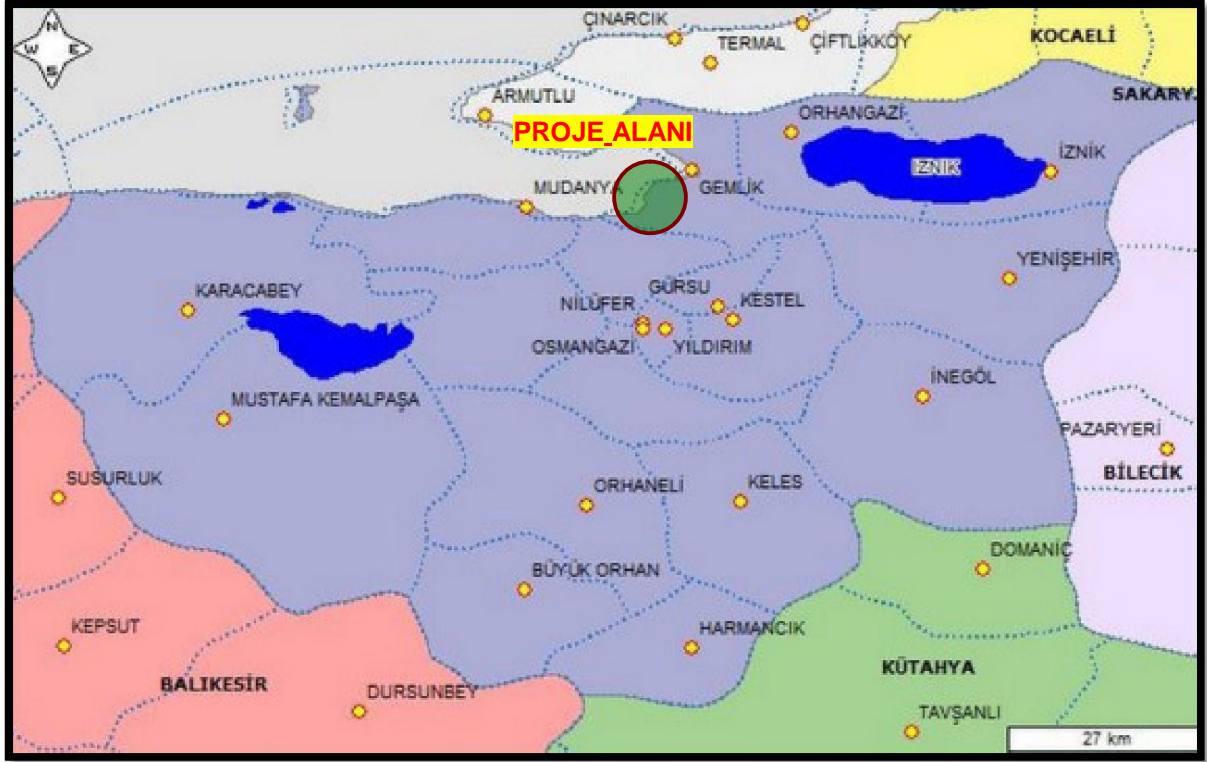 N
W E
S
ÇINARCIK
TERMAL
ÇİFTLİKKÖY
KOCAELİ
SAKARY
ARMUTLU
ORHANGAZİ
PROJE_ALANI
İZNİK
İZNİK
MUDANYA
GEMLİK
YENİŞEHİR
KARACABEY
GÜRSU
KESTEL
NİLÜFER
OSMANGAZİ
YILDIRIM
İNEGÖL
MUSTAFA KEMALPAŞA
PAZARYERİ
BİLECİK
SUSURLUK
ORHANELİ
KELES
DOMANİÇ
BÜYÜK ORHAN
KEPSUT
HARMANCIK
KÜTAHYA
BALIKESİR
DURSUNBEY
TAVŞANLI
27 km